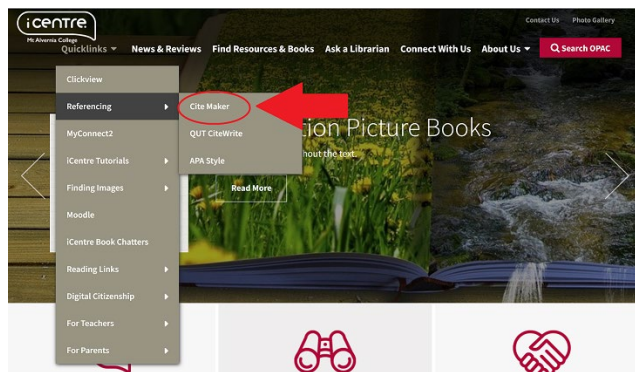 icentre
Mt Alvernia College
Contact Us Photo Gallery
Quicklinks News & Reviews Find Resources & Books Ask a Librarian Connect With Us About Us Search OPAC
Clickview
Referencing
Cite Maker
QUT CiteWrite
APA Style
MyConnect2
iCentre Tutorials
Finding Images
Moodle
iCentre Book Chatters
Reading Links
Digital Citizenship
For Teachers
For Parents
tion Picture Books
hout the text.
Read More